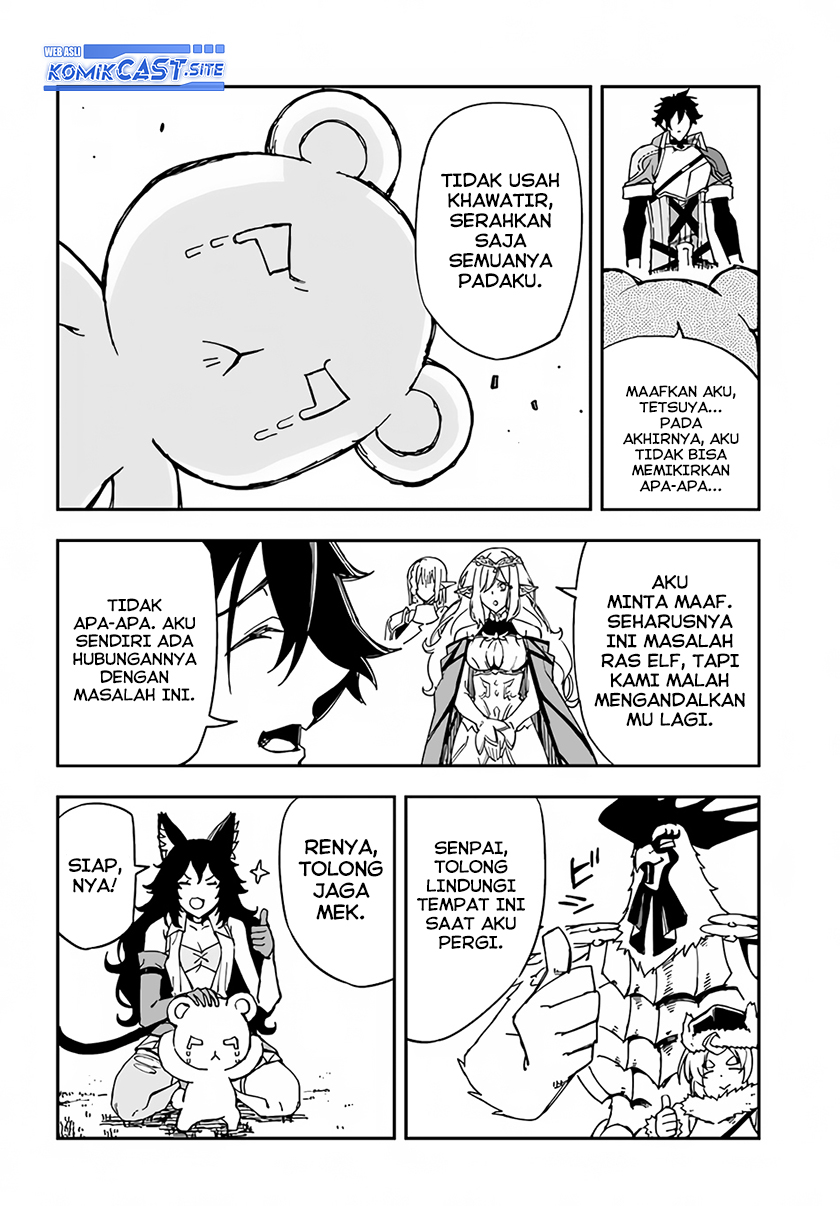 WEB ASLI
KOMIKCAST.SITE
MAAFKAN AKU,
TETSUYA...
PADA
AKHIRNYA, AKU
TIDAK BISA
MEMIKIRKAN
APA-APA...
TIDAK USAH
KHAWATIR,
SERAHKAN
SAJA
SEMUANYA
PADAKU.
AKU
MINTA MAAF.
SEHARUSNYA
INI MASALAH
RAS ELF, TAPI
KAMI MALAH
MENGANDALKAN
MU LAGI.
TIDAK
APA-APA. AKU
SENDIRI ADA
HUBUNGANNYA
DENGAN
MASALAH INI.
SENPAI,
TOLONG
LINDUNGI
TEMPAT INI
SAAT AKU
PERGI.
ビッ
RENYA,
TOLONG
JAGA
MEK.
SIAP,
NYA!